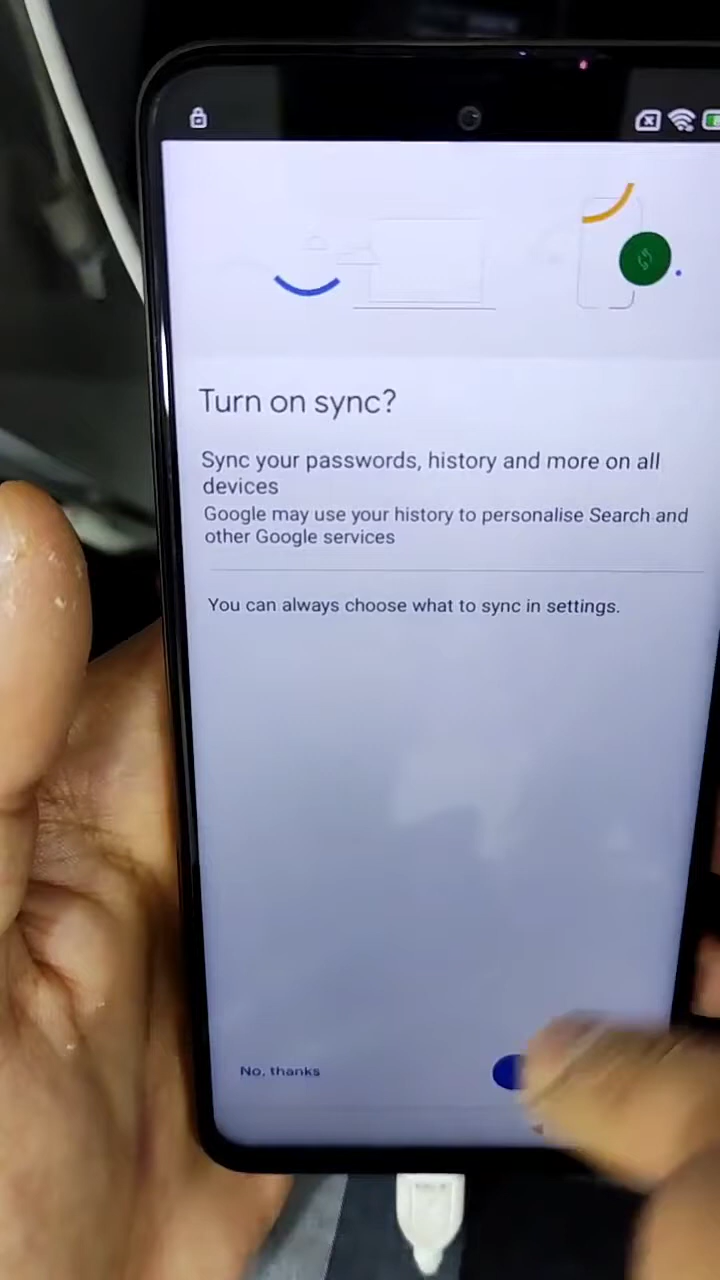 Turn on sync?
Sync your passwords, history and more on all
devices
Google may use your history to personalise Search and
other Google services
You can always choose what to sync in settings.
No, thanks